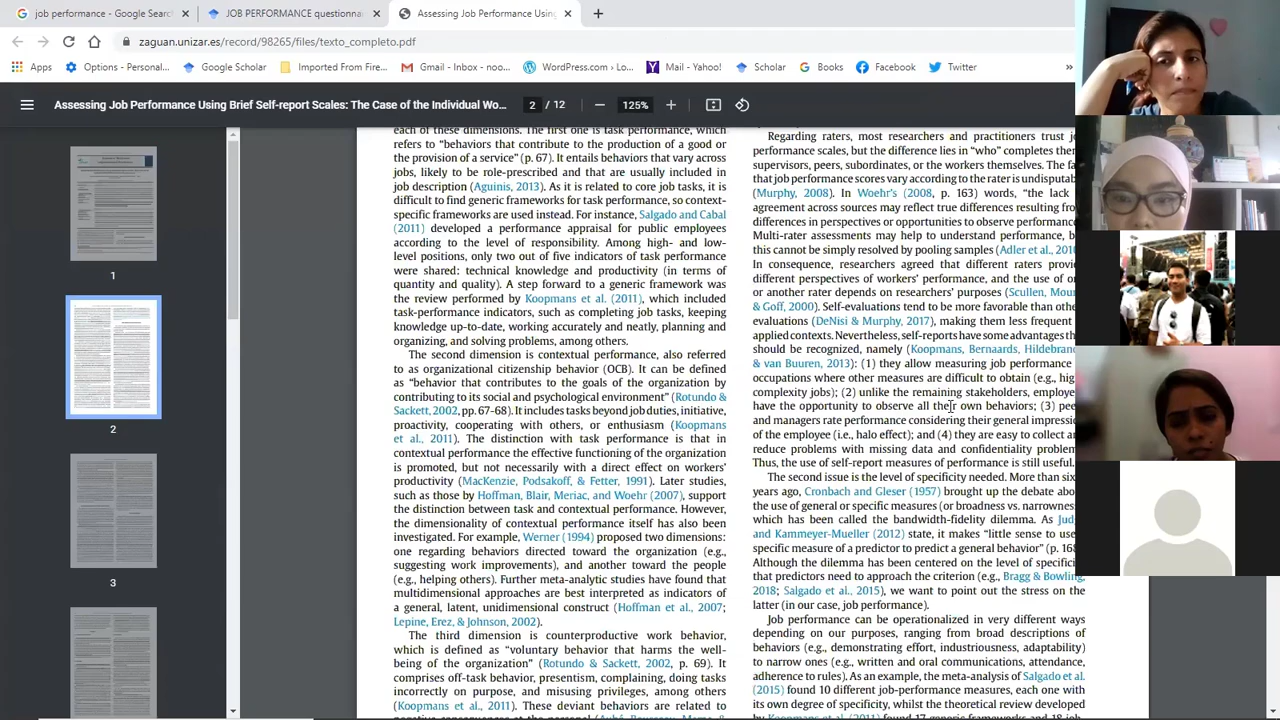 job performance - Google Searc
JOB PERFORMANCE questionna
Assessing Job Performance Using
zaguan.unizar.es/record/98265/files/texto_completo.pdf
Apps
Options - Personal...
Google Scholar
Imported From Fire...
Gmail
WordPress.com › Lo...
Mail - Yahoo!
Scholar
Books
Facebook
Twitter
»
Assessing Job Performance Using Brief Self-report Scales: The Case of the Individual Wo...
2 / 12
125%
1
2
3
each of these dimensions. The first one is task performance, which
refers to "behaviors that contribute to the production of a good or
the provision of a service" (p. 67). It entails behaviors that vary across
jobs, likely to be role-defined and that are usually included in
job description (Aguinis, 2013). As it is related to core job tasks, it is
difficult to find generic frameworks for task performance, so context-
specific frameworks are used instead. For instance, Salgado and Cabal
(2011) developed a performance appraisal for public employees
according to their level of responsibility. Among high- and low-
level jobs, only two out of five indicators of task performance
were shared: technical knowledge and productivity (in terms of
quantity and quality). An attempt to develop a generic framework
was the review performed by Koopmans et al. (2011), which included
task-performance indicators such as completing job tasks, keeping
knowledge up-to-date, working accurately and neatly, planning and
organizing, and solving problems, among others.
The second dimension is contextual performance, also referred
to as organizational citizenship behavior (OCB). It can be defined
as "behavior that contributes to the goals of the organization by
contributing to its social and psychological environment" (Rotundo &
Sackett, 2002, pp. 67-68). It includes tasks beyond job duties, initiative,
proactivity, cooperating with others, or enthusiasm (Koopmans
et al., 2011). The distinction with task performance is that in
contextual performance the effective functioning of the organization
is promoted, but not necessarily with a direct effect on workers'
productivity (MacKenzie, Podsakoff, & Fetter, 1991). Later studies,
such as those by Hoffman, Blair, Meriac, and Woehr (2007), support
the distinction between task and contextual performance. However,
the dimensionality of contextual performance itself has also been
investigated. For example, Werner (1994) proposed two dimensions:
one regarding behaviors directed toward the organization (e.g.,
suggesting work improvements), and another toward the people
(e.g., helping others). Further meta-analytic studies have found that
multidimensional approaches are best interpreted as indicators of
a general, latent, unidimensional construct (Hoffman et al., 2007;
Lepine, Erez, & Johnson, 2002).
The third dimension is counterproductive work behavior,
which is defined as "voluntary behavior that harms the well-
being of the organization" (Rotundo & Sackett, 2002, p. 69). It
comprises off-task behavior, presentism, complaining, doing tasks
incorrectly on purpose, and misusing privileges, among others
(Koopmans et al., 2011). These deviant behaviors are related to
Regarding raters, most researchers and practitioners trust
performance scales, but the difference lies in "who" completes them:
supervisors, peers, subordinates, or the workers themselves. The fa
that job performance scores vary according to the rater is undisputab
(Murphy, 2008). In Woehr's (2008, p. 163) words, "the lack
agreement across sources may reflect true differences resulting from
differences in perspective and opportunities to observe performance
Multi-rater assessments may help to understand performance, b
this cannot be simply resolved by pooling samples (Adler et al., 201
In consequence, researchers agreed that different raters provi
different perspectives of workers' performance, and the use of on
or another rater depends on researchers' purposes (Scullen, Mou
& Goff, 2000). Self-evaluations used to be more favorable than othe
evaluations (DeNisi & Murphy, 2017), making them less frequent
applied contexts. Nevertheless, self-reports have advantages th
should be recognized, namely (Koopmans, Bernaards, Hildebran
& van Buuren, 2013): (1) they allow measuring job performance
occupations where other measures are difficult to obtain (e.g., hig
complexity jobs); (2) unlike the remaining stakeholders, employe
have the opportunity to observe all their own behaviors; (3) pee
and managers rate performance considering their general impressi
of the employee (i.e., halo effect); and (4) they are easy to collect a
reduce problems with missing data and confidentiality problem
Thus, the use of self-report measures of performance is still useful.
The second issue is the level of specificity needed. More than six
years ago, Cronbach and Gleser (1957) brought up the debate abo
the use of general or specific measures (or broadness vs. narrowness
which has been called the bandwidth-fidelity dilemma. As Jud
and Kammeyer-Mueller (2012) state, it makes "little sense to use
specific measure of a predictor to predict a general behavior" (p. 16
Although the dilemma has been centered on the level of specifici
that predictors need to approach the criterion (e.g., Bragg & Bowling,
2018; Salgado et al., 2015), we want to point out the stress on the
latter (in our case, job performance).
Job performance can be operationalized in very different ways
depending on the purposes, ranging from broad descriptions of
behaviors (e.g., demonstrating effort, industriousness, adaptability)
to more specific ones (e.g., written and oral communications, attendance,
adherence to rules). As an example, the meta-analysis of Salgado et al.
(2015) found 10 different job performance measures, each one with
its own degree of specificity, whilst the theoretical review developed
by Koopmans et al. (2011) found 17 generic frameworks and 18 job-